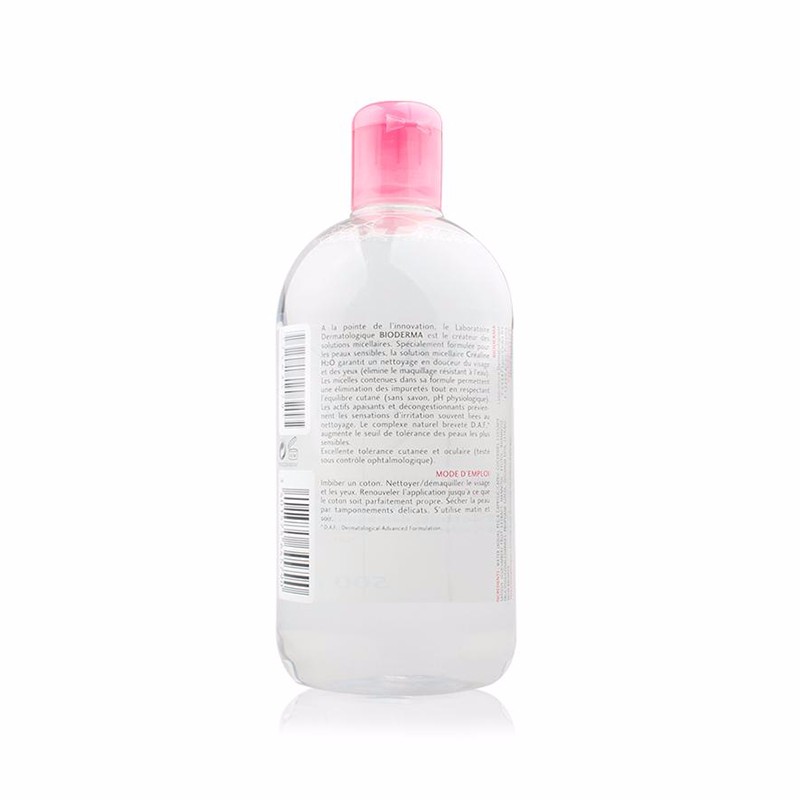 A la pointe de l'innovation, le Laboratoire
Dermatologique BIODERMA est le créateur des
solutions micellaires. Spécialement formulée pour
les peaux sensibles, la solution micellaire Crealine
H2O garantit un nettoyage en douceur du visage
et des yeux (élimine le maquillage résistant à l'eau).
Les micelles contenues dans sa formule permettent
une élimination des impuretés tout en respectant
l'équilibre cutané (sans savon, pH physiologique).
Les actifs apaisants et décongestionnants prévien-
nent les sensations d'irritation souvent liées au
nettoyage. Le complexe naturel breveté D.A.F.*
augmente le seuil de tolérance des peaux les plus
sensibles.
Excellente tolérance cutanée et oculaire (testé
sous contrôle ophtalmologique).
MODE D'EMPLOI
Imbiber un coton. Nettoyer/démaquiller le visage
et les yeux. Renouveler l'application jusqu'à ce que
le coton soit parfaitement propre. Sécher la peau
par tamponnements délicats. S'utilise matin et
soir.
*D.A.F.: Dermatological Advanced Formulation.
BIODERMA
INGREDIENTS: